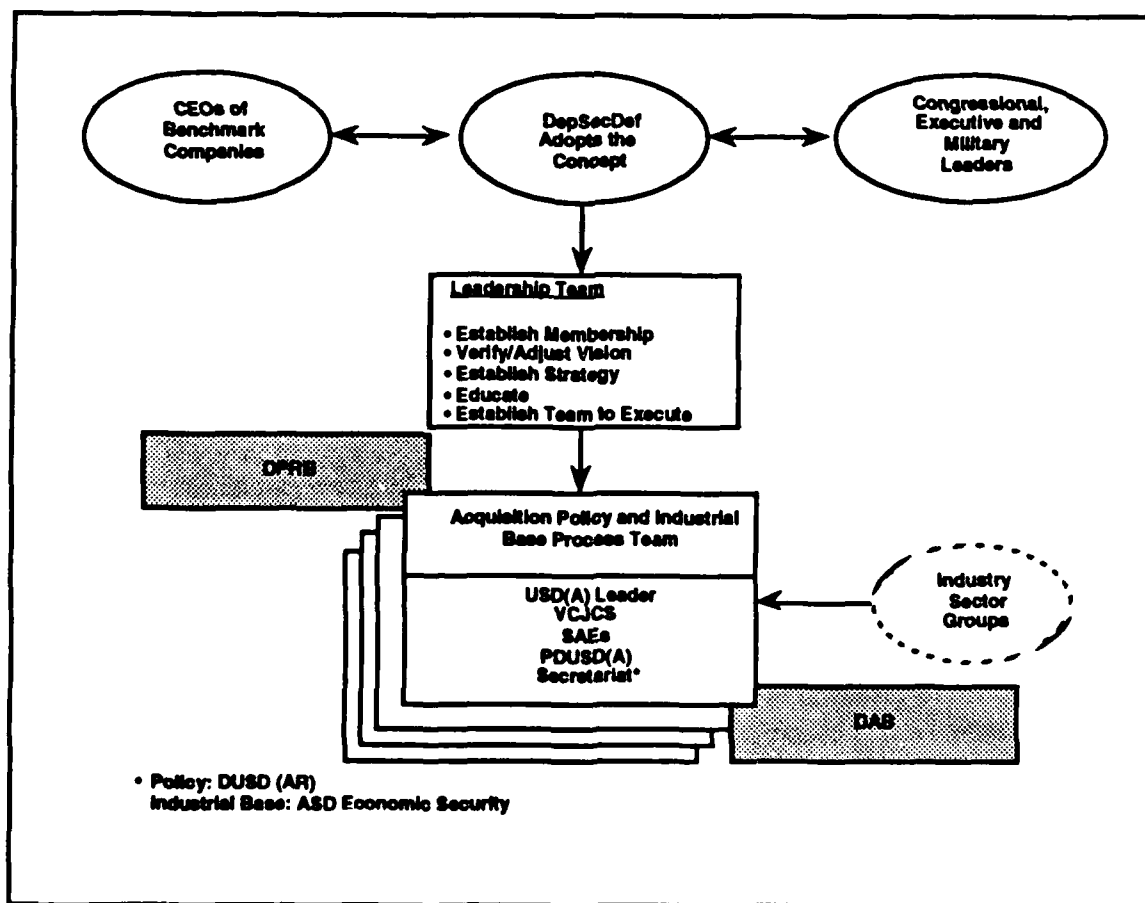 CEOs of
Benchmark
Companies
DepSecDef
Adopts the
Concept
Congressional,
Executive and
Military
Leaders
Leadership Team
• Establish Membership
• Verify/Adjust Vision
• Establish Strategy
• Educate
• Establish Team to Execute
DPRB
Acquisition Policy and Industrial
Base Process Team
USD(A) Leader
VCJCS
SAEs
PDUSD(A)
Secretariat*
Industry
Sector
Groups
DAB
* Policy: DUSD (AR)
Industrial Base: ASD Economic Security